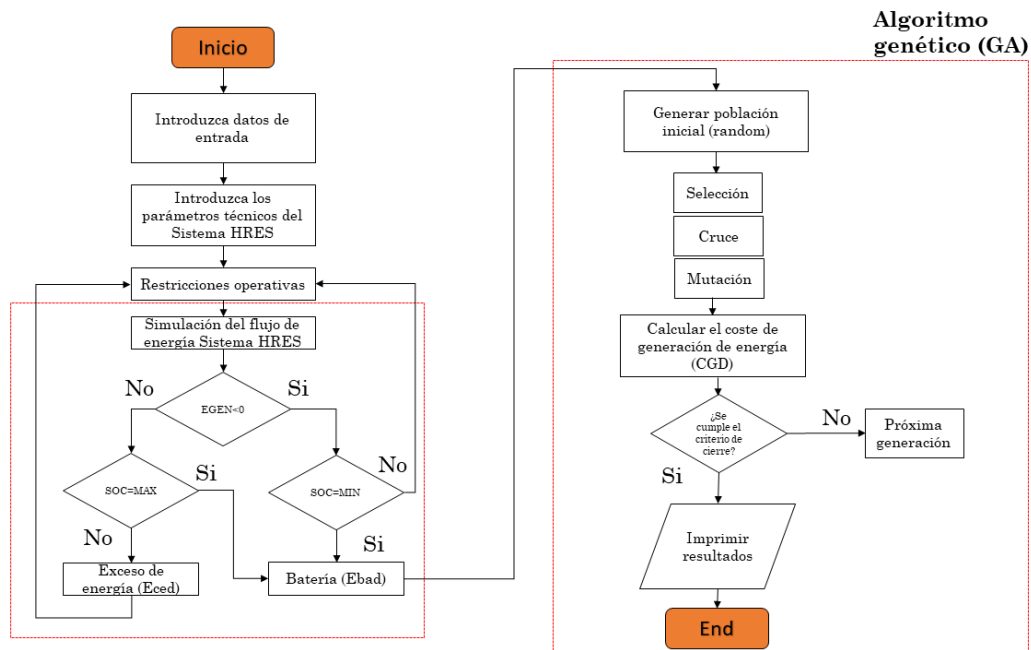 Inicio
Introduzca datos de
entrada
Introduzca los
parámetros técnicos del
Sistema HRES
Restricciones operativas
Simulación del flujo de
energía Sistema HRES
No
Si
EGEN<0
SOC=MAX
Si
No
SOC=MIN
No
Si
Exceso de
energía (Eced)
Batería (Ebad)
Algoritmo
genético (GA)
Generar población
inicial (random)
Selección
Cruce
Mutación
Calcular el coste de
generación de energía
(CGD)
¿Se
cumple el
criterio de
cierre?
No
Próxima
generación
Si
Imprimir
resultados
End